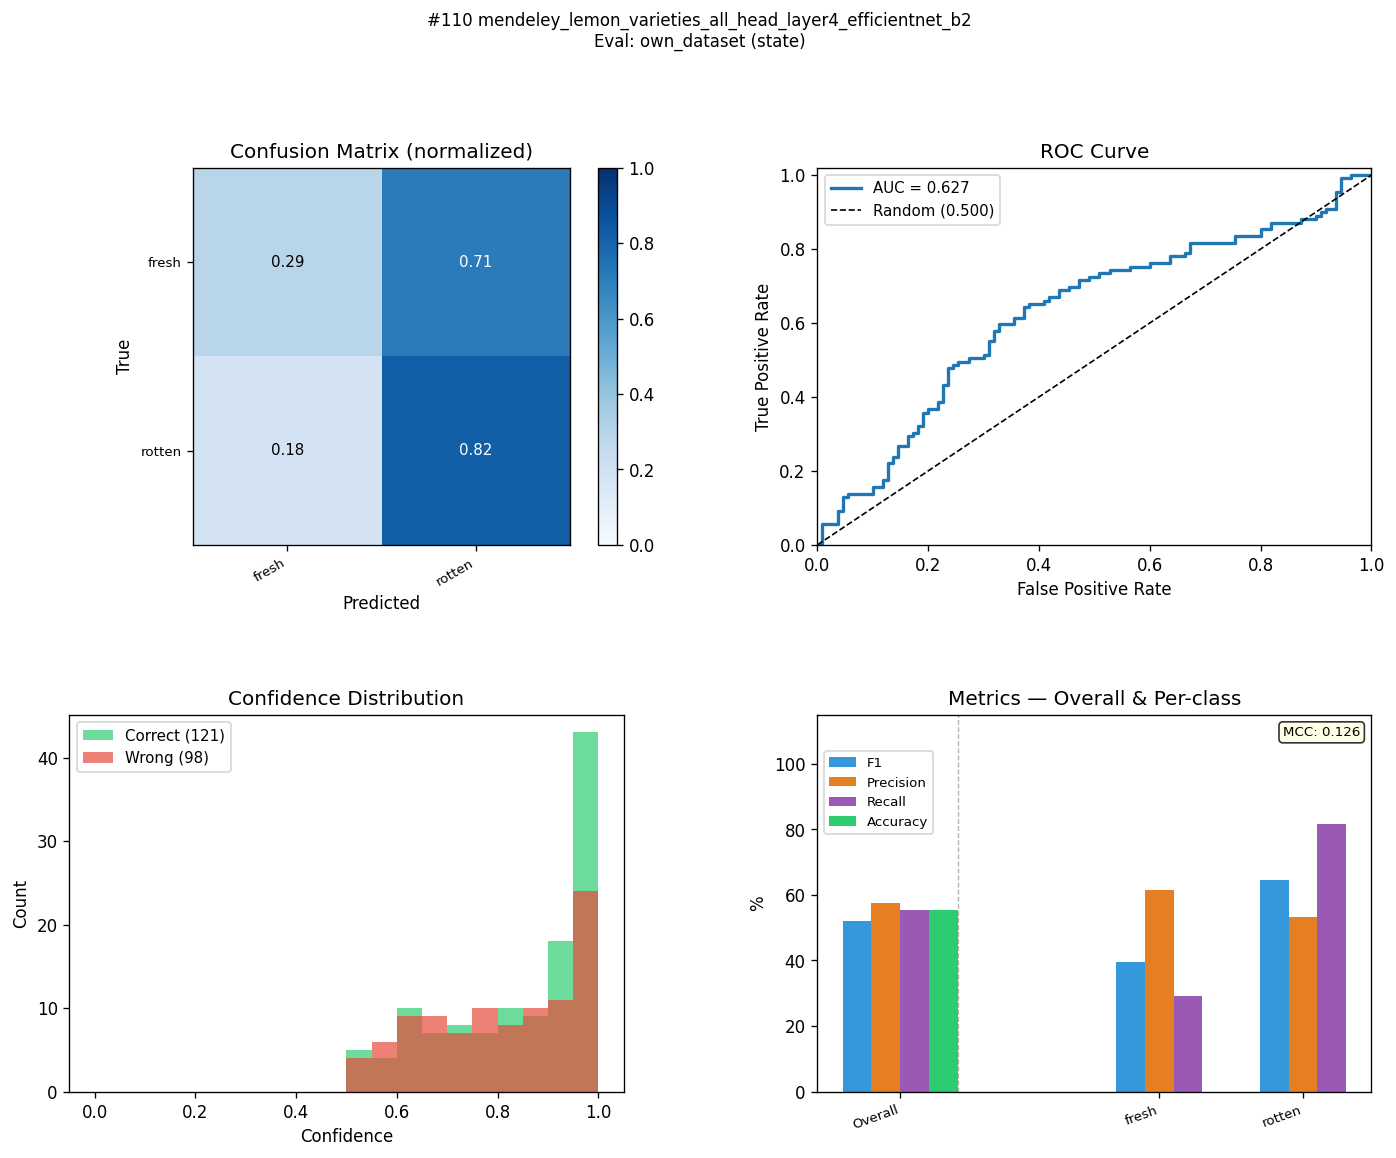 #110 mendeley_lemon_varieties_all_head_layer4_efficientnet_b2
Eval: own_dataset (state)
Confusion Matrix (normalized)
True
fresh
rotten
0.29
0.71
0.18
0.82
fresh
rotten
Predicted
1.0
0.8
0.6
0.4
0.2
0.0
ROC Curve
AUC = 0.627
Random (0.500)
True Positive Rate
1.0
0.8
0.6
0.4
0.2
0.0
0.0
0.2
0.4
0.6
0.8
1.0
False Positive Rate
Confidence Distribution
Correct (121)
Wrong (98)
Count
40
30
20
10
0
0.0
0.2
0.4
0.6
0.8
1.0
Confidence
Metrics — Overall & Per-class
MCC: 0.126
F1
Precision
Recall
Accuracy
%
100
80
60
40
20
0
Overall
fresh
rotten